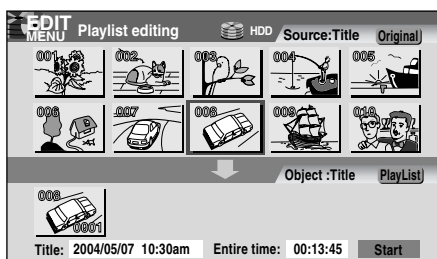 EDIT
MENU Playlist editing HDD Source:Title Original
001 002 003 004 005
006 007 008 009 010
Object :Title PlayList
008
0001
Title: 2004/05/07 10:30am Entire time: 00:13:45 Start